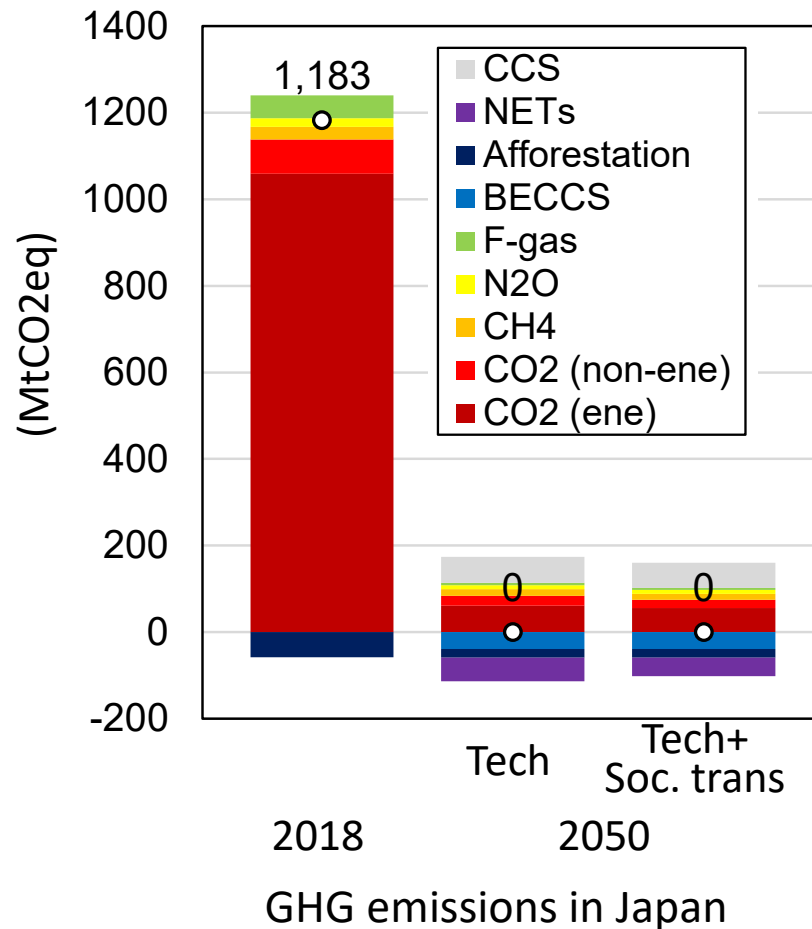 1400
1200
1000
800
600
400
200
0
-200
(MtCO2eq)
1,183
CCS
NETs
Afforestation
BECCS
F-gas
N2O
CH4
CO2 (non-ene)
CO2 (ene)
0
0
Tech
Tech+
Soc. trans
2018
2050
GHG emissions in Japan